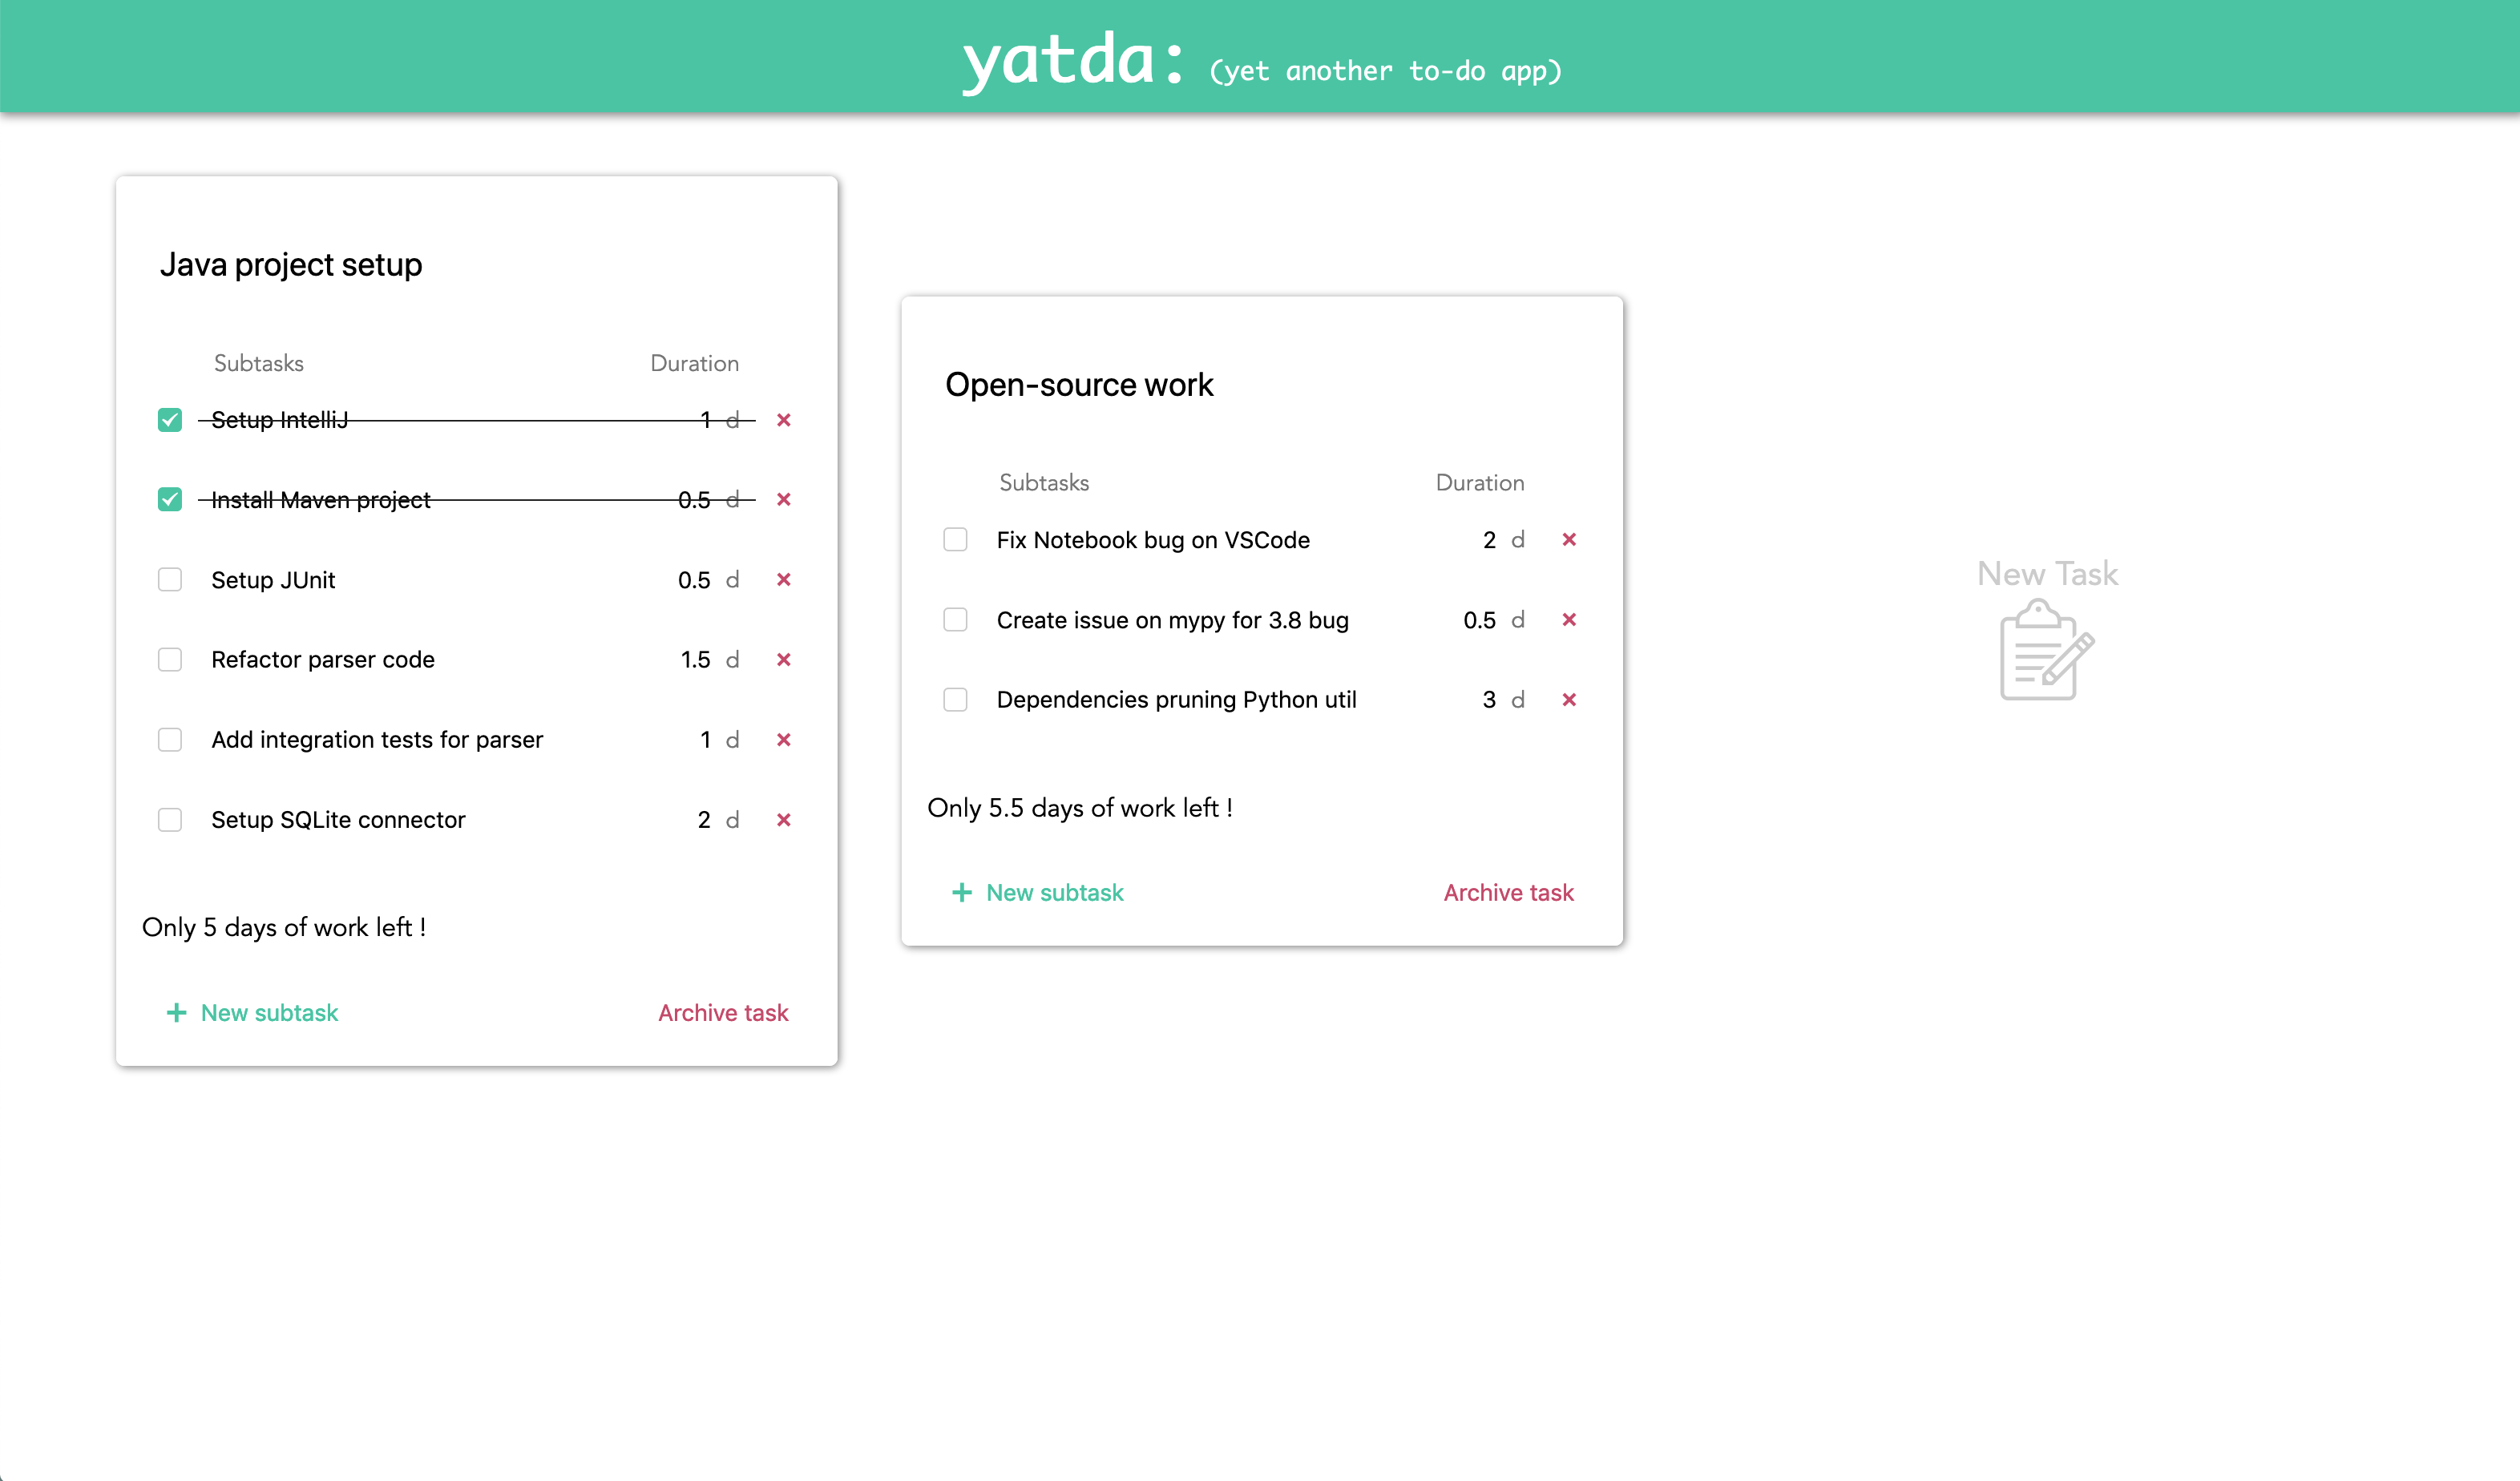 yatda: (yet another to-do app)
Java project setup
Subtasks Duration
Setup IntelliJ 1 d
Install Maven project 0.5 d
Setup JUnit 0.5 d
Refactor parser code 1.5 d
Add integration tests for parser 1 d
Setup SQLite connector 2 d
Only 5 days of work left !
+ New subtask Archive task
Open-source work
Subtasks Duration
Fix Notebook bug on VSCode 2 d
Create issue on mypy for 3.8 bug 0.5 d
Dependencies pruning Python util 3 d
Only 5.5 days of work left !
+ New subtask Archive task
New Task